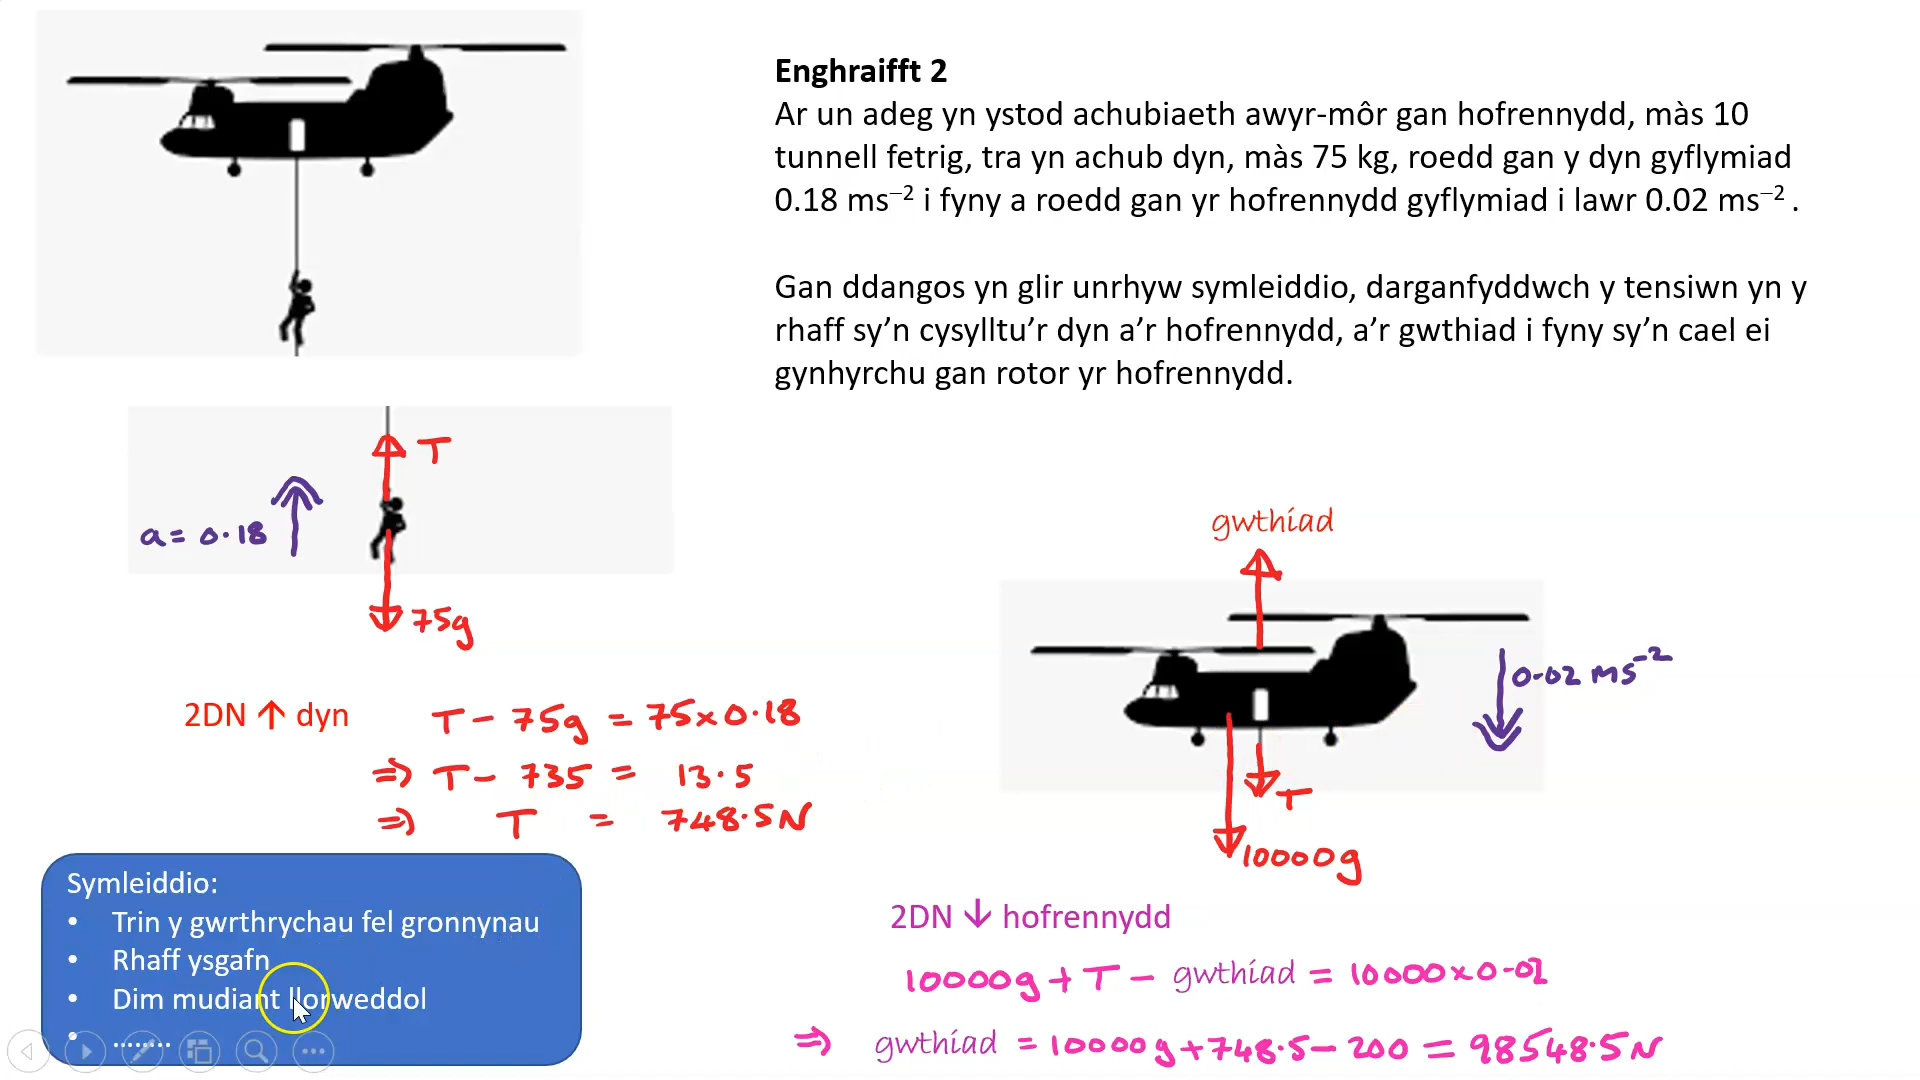 Enghraifft 2
Ar un adeg yn ystod achubiaeth awyr-môr gan hofrennydd, màs 10
tunnell fetrig, tra yn achub dyn, màs 75 kg, roedd gan y dyn gyflymiad
0.18 ms⁻² i fyny a roedd gan yr hofrennydd gyflymiad i lawr 0.02 ms⁻² .
Gan ddangos yn glir unrhyw symleiddio, darganfyddwch y tensiwn yn y
rhaff sy’n cysylltu’r dyn a’r hofrennydd, a’r gwthiad i fyny sy’n cael ei
gynhyrchu gan rotor yr hofrennydd.
T
a = 0.18
75g
2DN ↑ dyn
T - 75g = 75×0.18
⇒ T - 735 = 13.5
⇒ T = 748.5N
Symleiddio:
• Trin y gwrthrychau fel gronnynau
• Rhaff ysgafn
• Dim mudiant llorweddol
• ........
gwthiad
0.02 ms⁻²
T
10000g
2DN ↓ hofrennydd
10000g + T - gwthiad = 10000×0.02
⇒ gwthiad = 10000g + 748.5 - 200 = 98548.5N